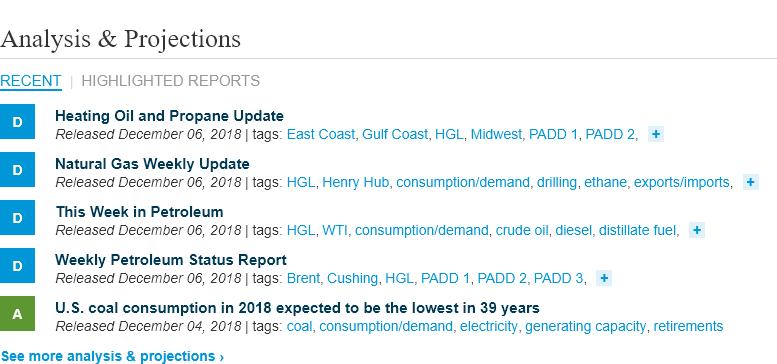 Analysis & Projections
RECENT | HIGHLIGHTED REPORTS
D Heating Oil and Propane Update
Released December 06, 2018 | tags: East Coast, Gulf Coast, HGL, Midwest, PADD 1, PADD 2, +
D Natural Gas Weekly Update
Released December 06, 2018 | tags: HGL, Henry Hub, consumption/demand, drilling, ethane, exports/imports, +
D This Week in Petroleum
Released December 06, 2018 | tags: HGL, WTI, consumption/demand, crude oil, diesel, distillate fuel, +
D Weekly Petroleum Status Report
Released December 06, 2018 | tags: Brent, Cushing, HGL, PADD 1, PADD 2, PADD 3, +
A U.S. coal consumption in 2018 expected to be the lowest in 39 years
Released December 04, 2018 | tags: coal, consumption/demand, electricity, generating capacity, retirements
See more analysis & projections ›